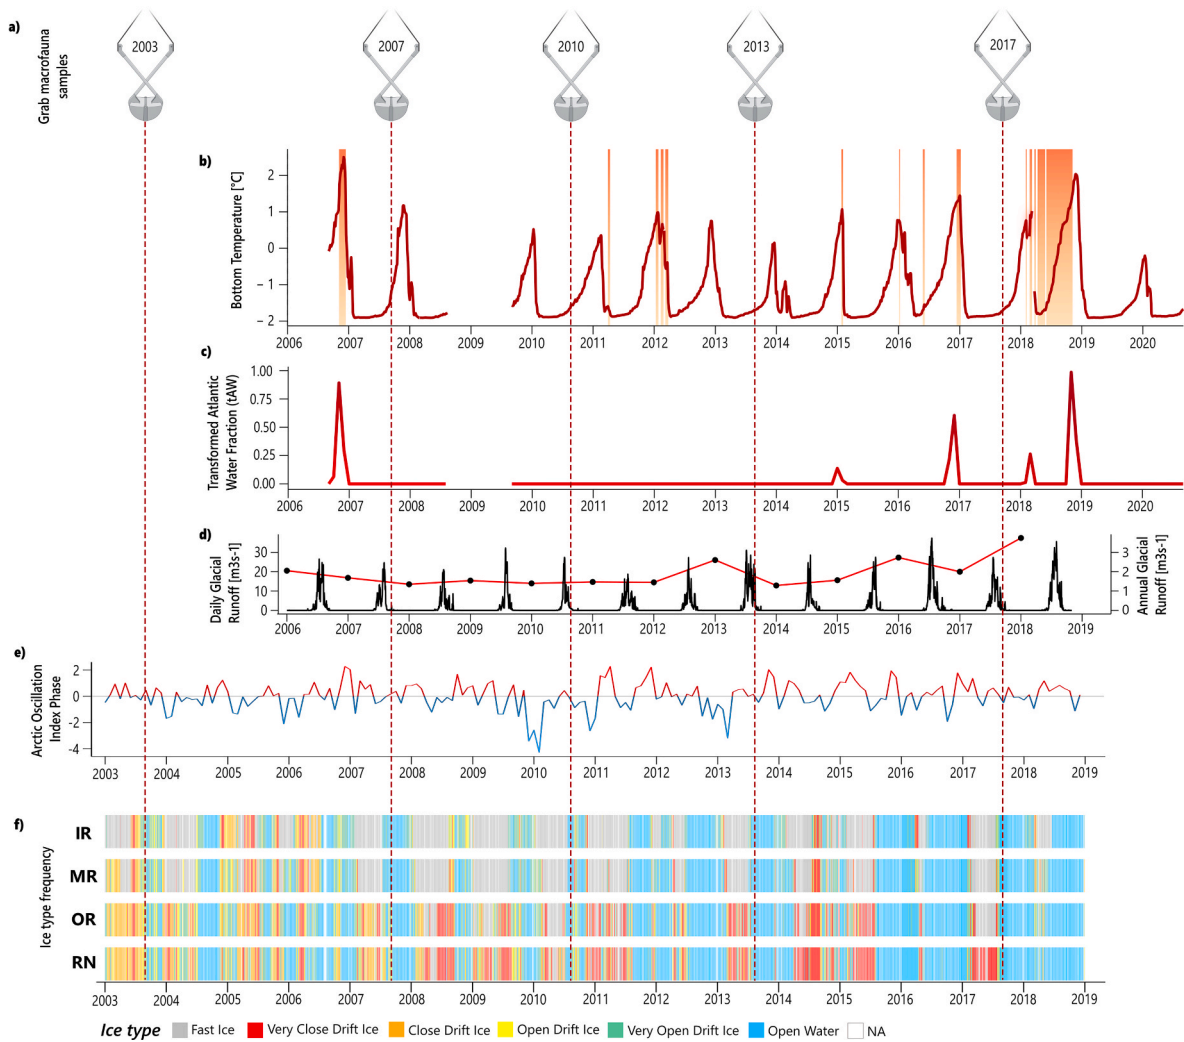 a)
Grab macrofauna
samples
2003
2007
2010
2013
2017
b)
Bottom Temperature [°C]
2
1
0
− 1
− 2
2006 2007 2008 2010 2011 2012 2013 2014 2015 2016 2017 2018 2019 2020
c)
Transformed Atlantic
Water Fraction (tAW)
1.00
0.75
0.50
0.25
0.00
2006 2007 2008 2010 2011 2012 2013 2014 2015 2016 2017 2018 2019 2020
d)
Daily Glacial
Runoff [m3s-1]
30
20
10
0
3
2
1
0
Annual Glacial
Runoff [m3s-1]
2006 2007 2008 2009 2010 2011 2012 2013 2014 2015 2016 2017 2018 2019
e)
Arctic Oscillation
Index Phase
2
0
-2
-4
2003 2004 2005 2006 2007 2008 2009 2010 2011 2012 2013 2014 2015 2016 2017 2018 2019
f)
Ice type frequency
IR
MR
OR
RN
2003 2004 2005 2006 2007 2008 2009 2010 2011 2012 2013 2014 2015 2016 2017 2018 2019
Ice type Fast Ice Very Close Drift Ice Close Drift Ice Open Drift Ice Very Open Drift Ice Open Water NA